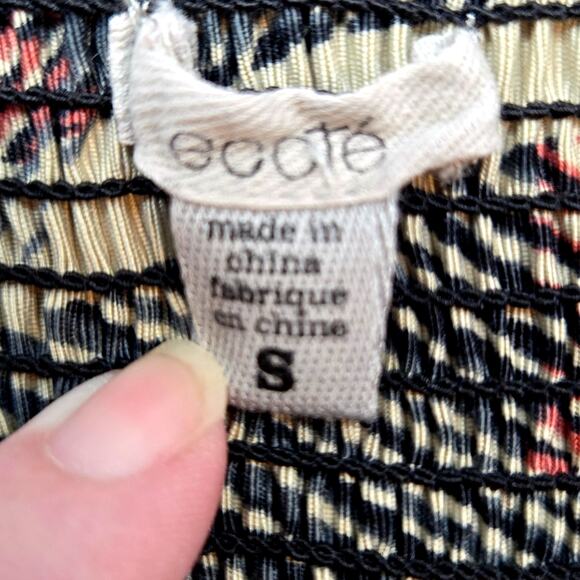 ecoté
made in
china
fabrique
en chine
S